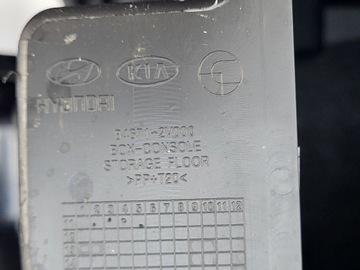 KIA
HYUNDAI
84671-2V000
BOX-CONSOLE
STORAGE FLOOR
>PP+T20<
1 2 3 4 5 6 7 8 9 10 11 12